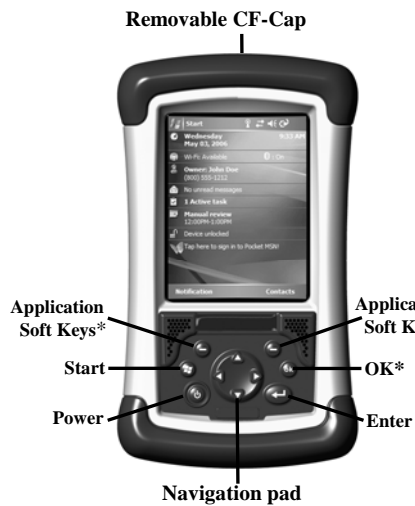 Removable CF-Cap
Start
9:33 AM
Wednesday
May 03, 2006
Wi-Fi: Available
: On
Owner: John Doe
(800) 555-1212
No unread messages
1 Active task
Manual review
12:00PM-1:00PM
Device unlocked
Tap here to sign in to Pocket MSN!
Notification
Contacts
Application
Soft Keys*
Applica
Soft K
Start
OK*
Power
Enter
Navigation pad